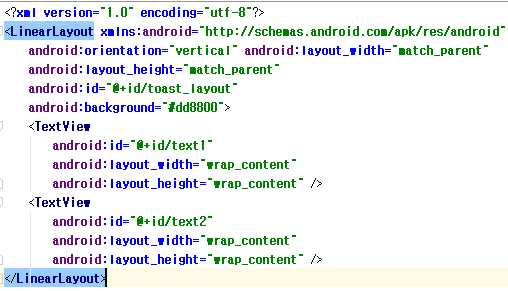 <?xml version="1.0" encoding="utf-8"?>
<LinearLayout xmlns:android="http://schemas.android.com/apk/res/android"
    android:orientation="vertical" android:layout_width="match_parent"
    android:layout_height="match_parent"
    android:id="@+id/toast_layout"
    android:background="#dd8800">
    <TextView
        android:id="@+id/text1"
        android:layout_width="wrap_content"
        android:layout_height="wrap_content" />
    <TextView
        android:id="@+id/text2"
        android:layout_width="wrap_content"
        android:layout_height="wrap_content" />
</LinearLayout>